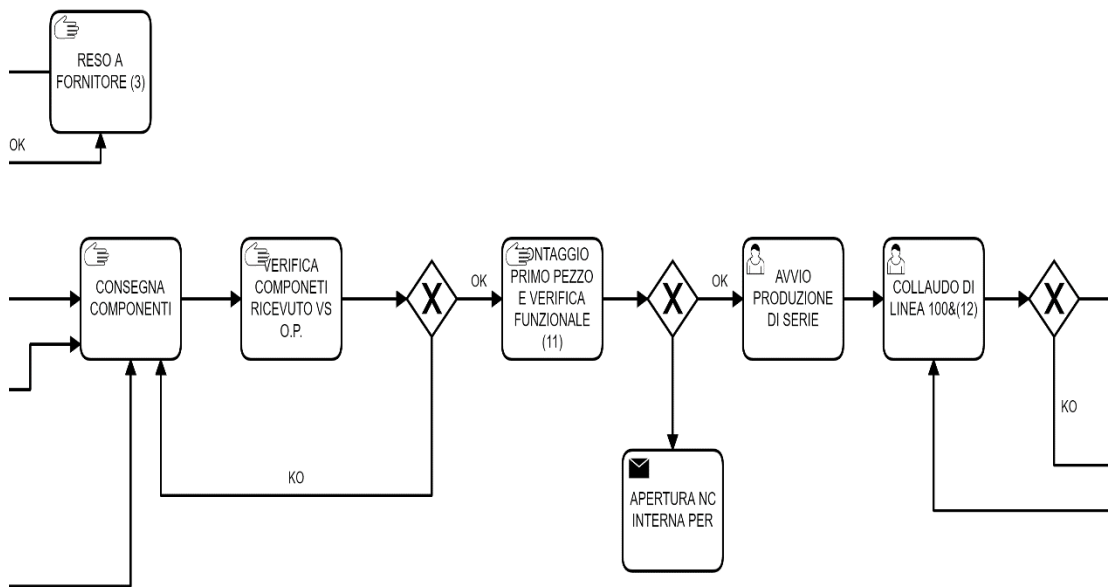 RESO A
FORNITORE (3)
OK
CONSEGNA
COMPONENTI
VERIFICA
COMPONETI
RICEVUTO VS
O.P.
OK
KO
MONTAGGIO
PRIMO PEZZO
E VERIFICA
FUNZIONALE
(11)
OK
APERTURA NC
INTERNA PER
AVVIO
PRODUZIONE
DI SERIE
COLLAUDO DI
LINEA 100&(12)
KO